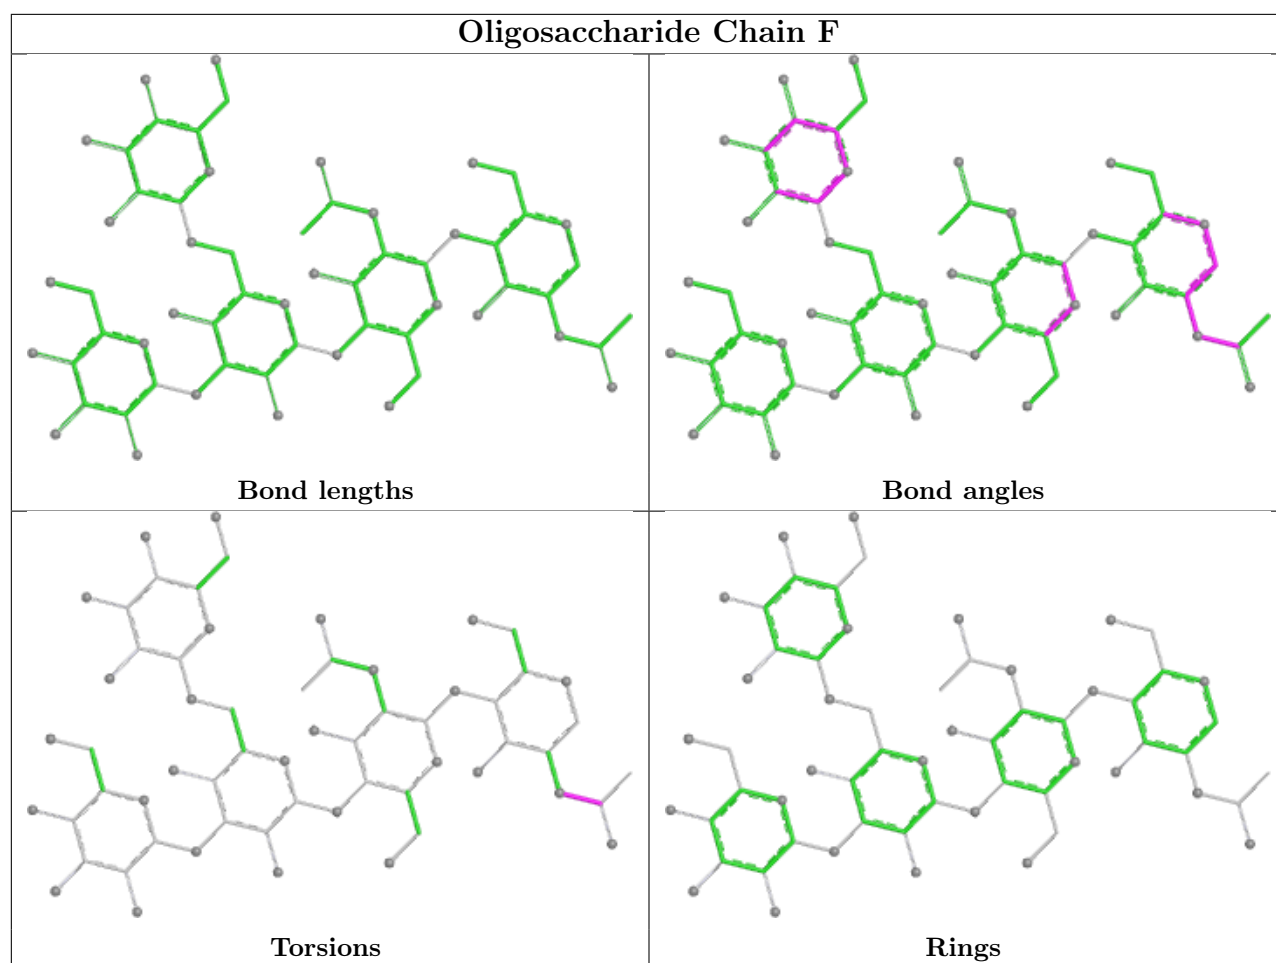 Oligosaccharide Chain F
Bond lengths
Bond angles
Torsions
Rings